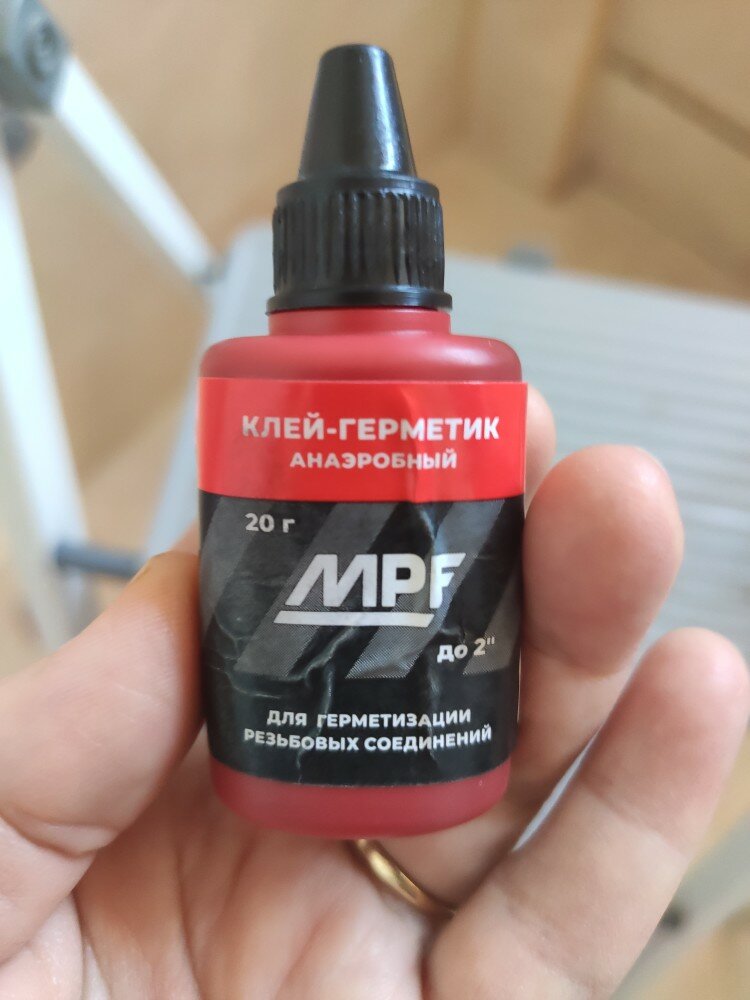 КЛЕЙ-ГЕРМЕТИК
АНАЭРОБНЫЙ
20 г
MPF
до 2"
ДЛЯ ГЕРМЕТИЗАЦИИ
РЕЗЬБОВЫХ СОЕДИНЕНИЙ